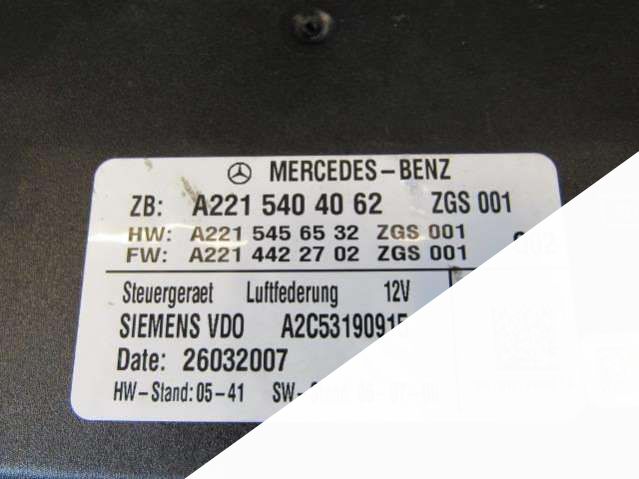 MERCEDES-BENZ
ZB: A221 540 40 62 ZGS 001
HW: A221 545 65 32 ZGS 001
FW: A221 442 27 02 ZGS 001
Steuergeraet Luftfederung 12V
SIEMENS VDO
Date: 26032007
HW-Stand: 05-41